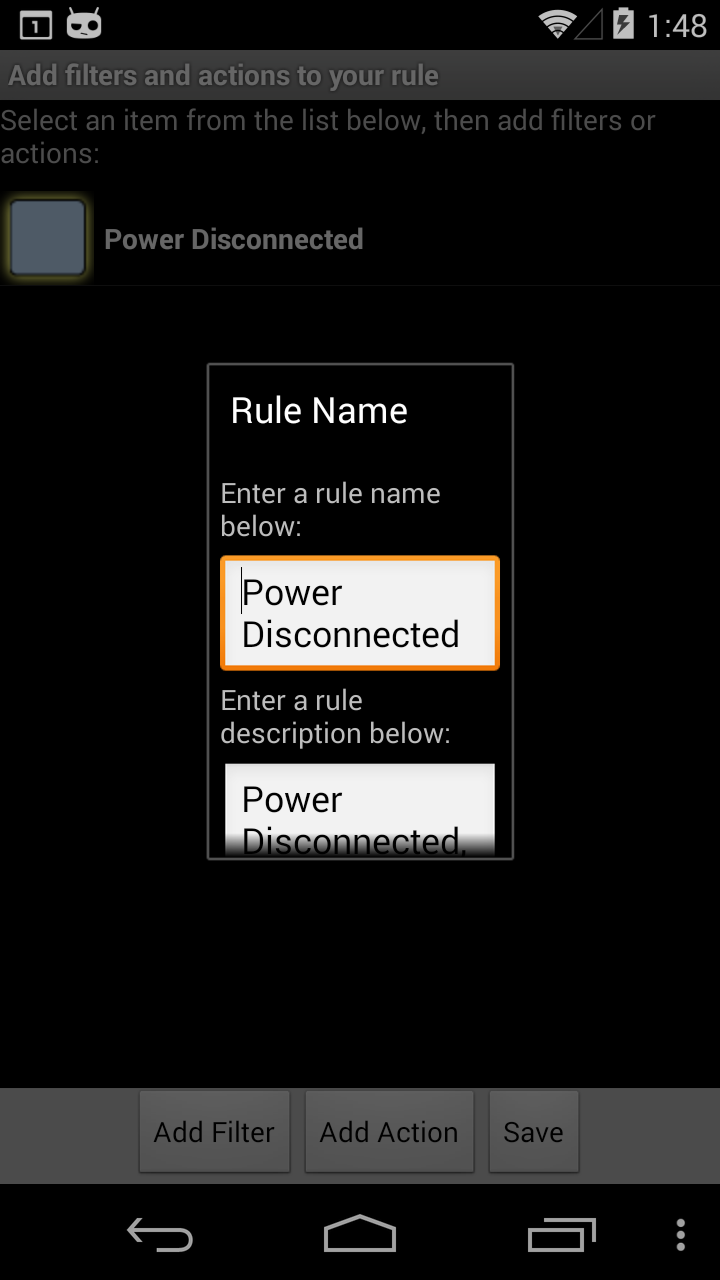 1
1:48
Add filters and actions to your rule
Select an item from the list below, then add filters or
actions:
Power Disconnected
Rule Name
Enter a rule name
below:
Power
Disconnected
Enter a rule
description below:
Power
Disconnected,
Add Filter
Add Action
Save